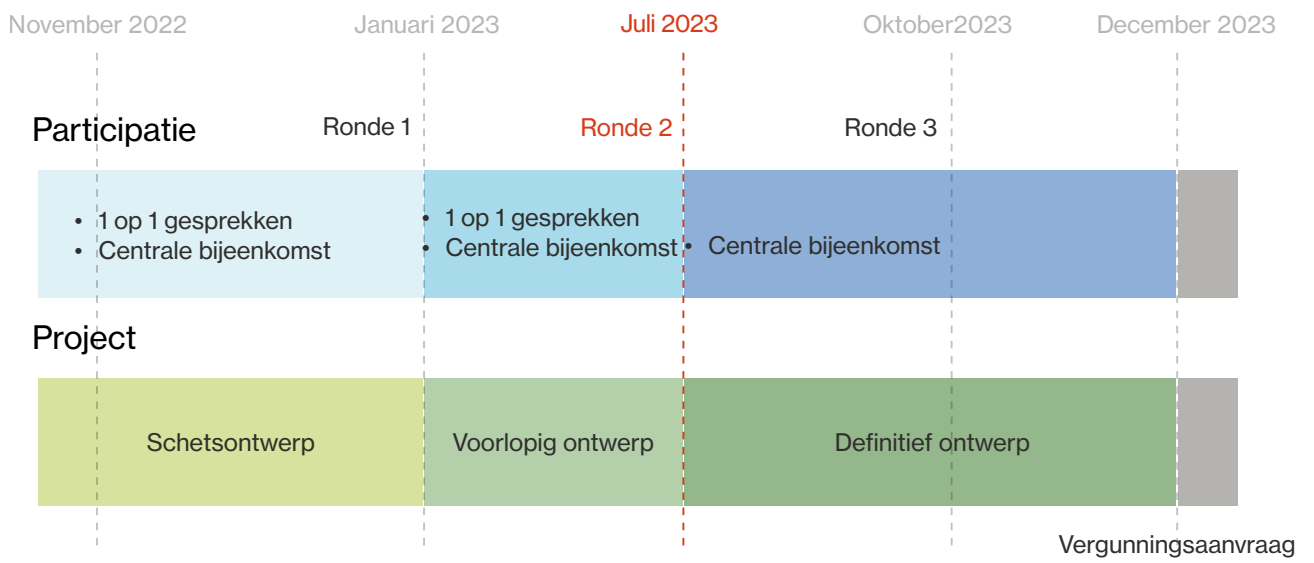 November 2022 Januari 2023 Juli 2023 Oktober2023 December 2023
Participatie Ronde 1 Ronde 2 Ronde 3
• 1 op 1 gesprekken
• Centrale bijeenkomst
• 1 op 1 gesprekken
• Centrale bijeenkomst
• Centrale bijeenkomst
Project
Schetsontwerp Voorlopig ontwerp Definitief ontwerp
Vergunningsaanvraag